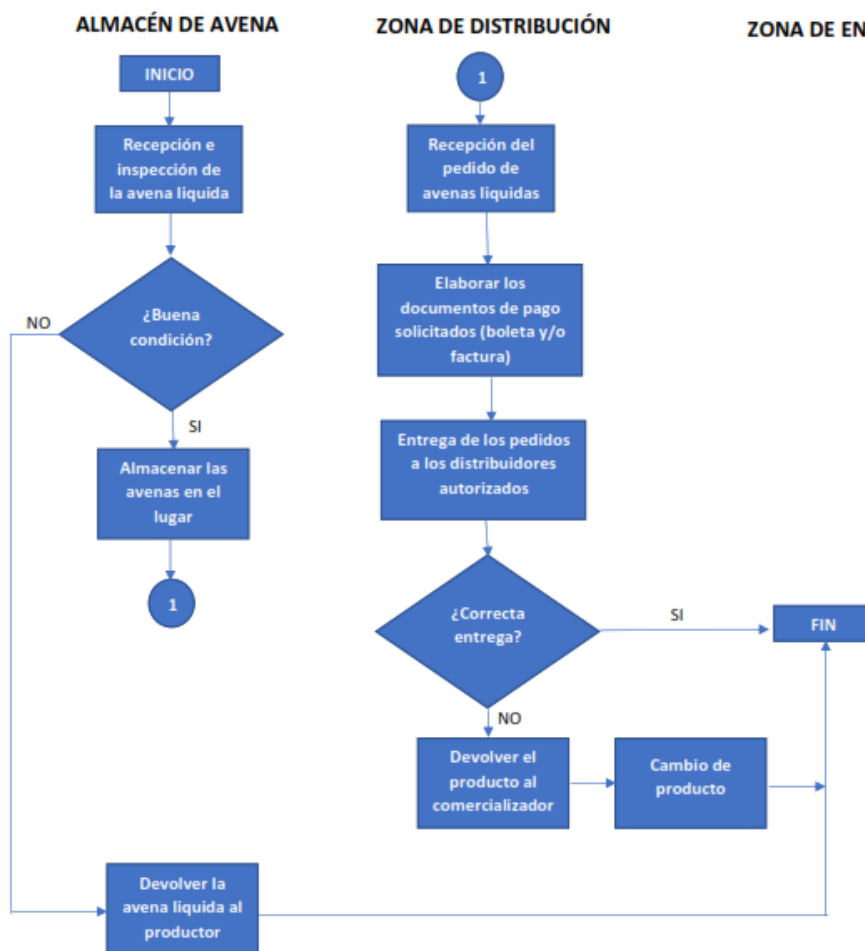 ALMACÉN DE AVENA
ZONA DE DISTRIBUCIÓN
ZONA DE EN
INICIO
Recepción e
inspección de
la avena liquida
¿Buena
condición?
NO
SI
Almacenar las
avenas en el
lugar
1
Devolver la
avena liquida al
productor
1
Recepción del
pedido de
avenas liquidas
Elaborar los
documentos de pago
solicitados (boleta y/o
factura)
Entrega de los pedidos
a los distribuidores
autorizados
¿Correcta
entrega?
SI
FIN
NO
Devolver el
producto al
comercializador
Cambio de
producto